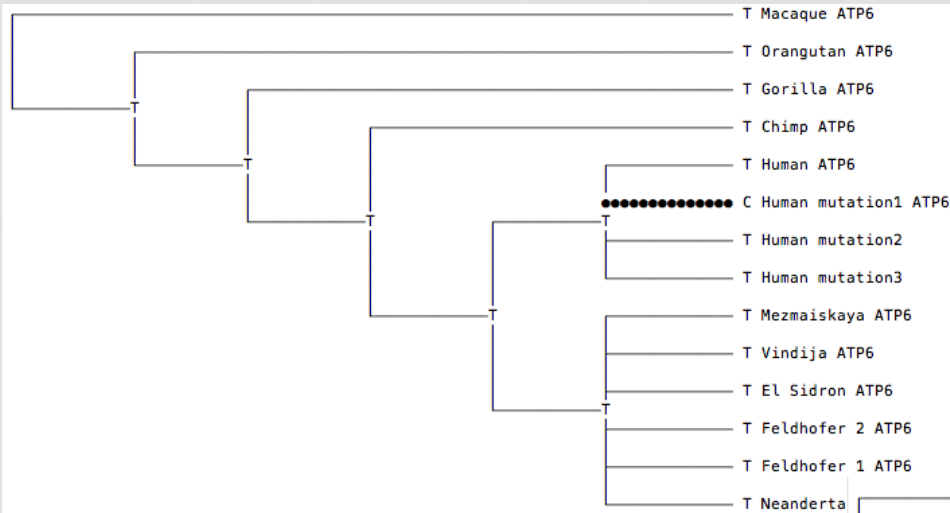 T Macaque ATP6
T Orangutan ATP6
T
T Gorilla ATP6
T Chimp ATP6
T
T Human ATP6
C Human mutation1 ATP6
T
T
T Human mutation2
T Human mutation3
T
T Mezmaiskaya ATP6
T Vindija ATP6
T El Sidron ATP6
T
T Feldhofer 2 ATP6
T Feldhofer 1 ATP6
T Neanderta